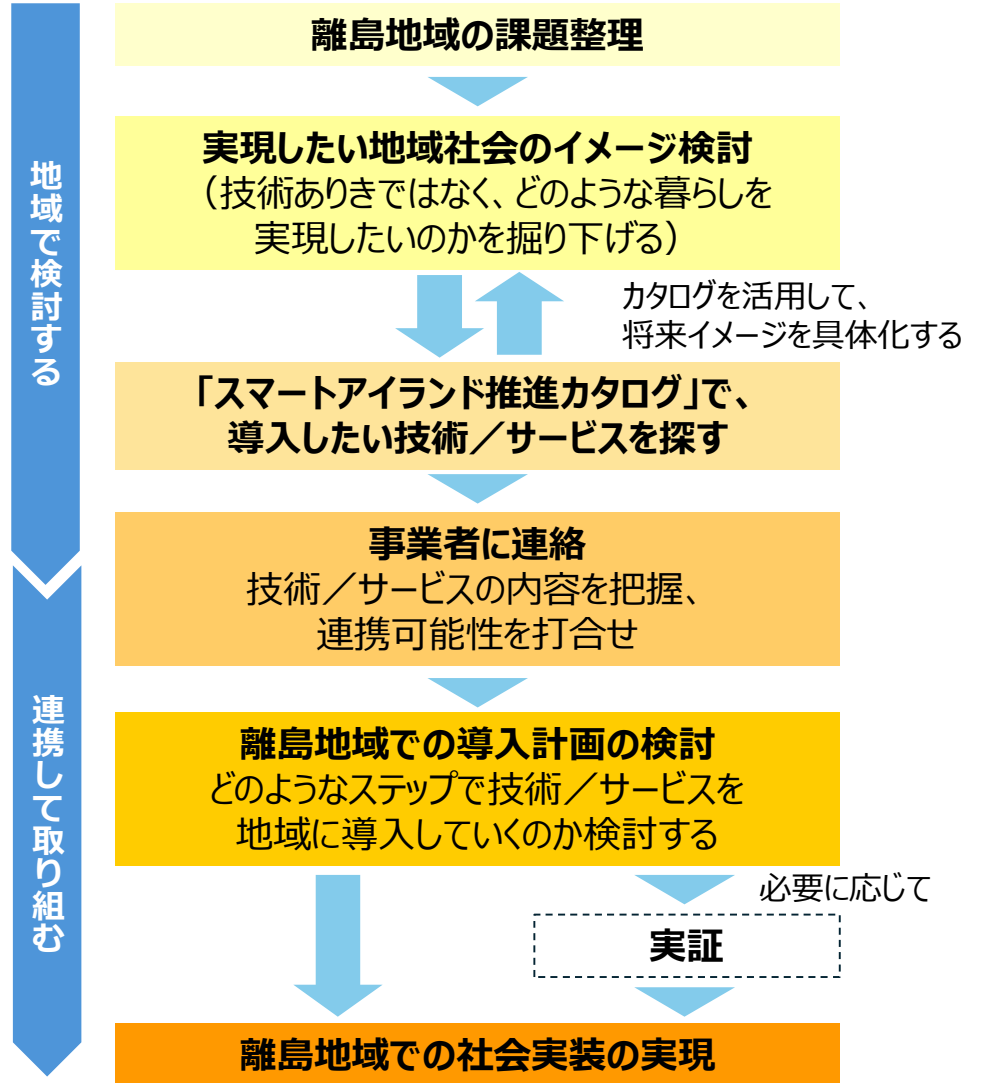 離島地域の課題整理
実現したい地域社会のイメージ検討
（技術ありきではなく、どのような暮らしを
実現したいのかを掘り下げる）
カタログを活用して、
将来イメージを具体化する
「スマートアイランド推進カタログ」で、
導入したい技術／サービスを探す
地域で検討する
事業者に連絡
技術／サービスの内容を把握、
連携可能性を打合せ
離島地域での導入計画の検討
どのようなステップで技術／サービスを
地域に導入していくのか検討する
必要に応じて
実証
離島地域での社会実装の実現
連携して取り組む